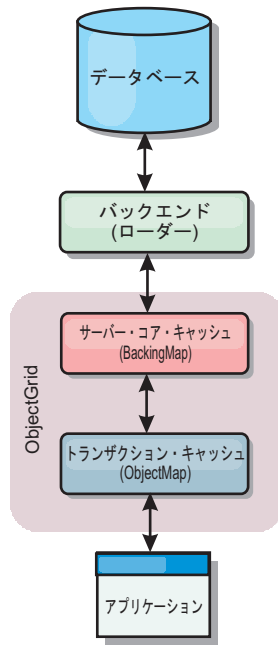 データベース
バックエンド
(ローダー)
サーバー・コア・キャッシュ
(BackingMap)
ObjectGrid
トランザクション・キャッシュ
(ObjectMap)
アプリケーション